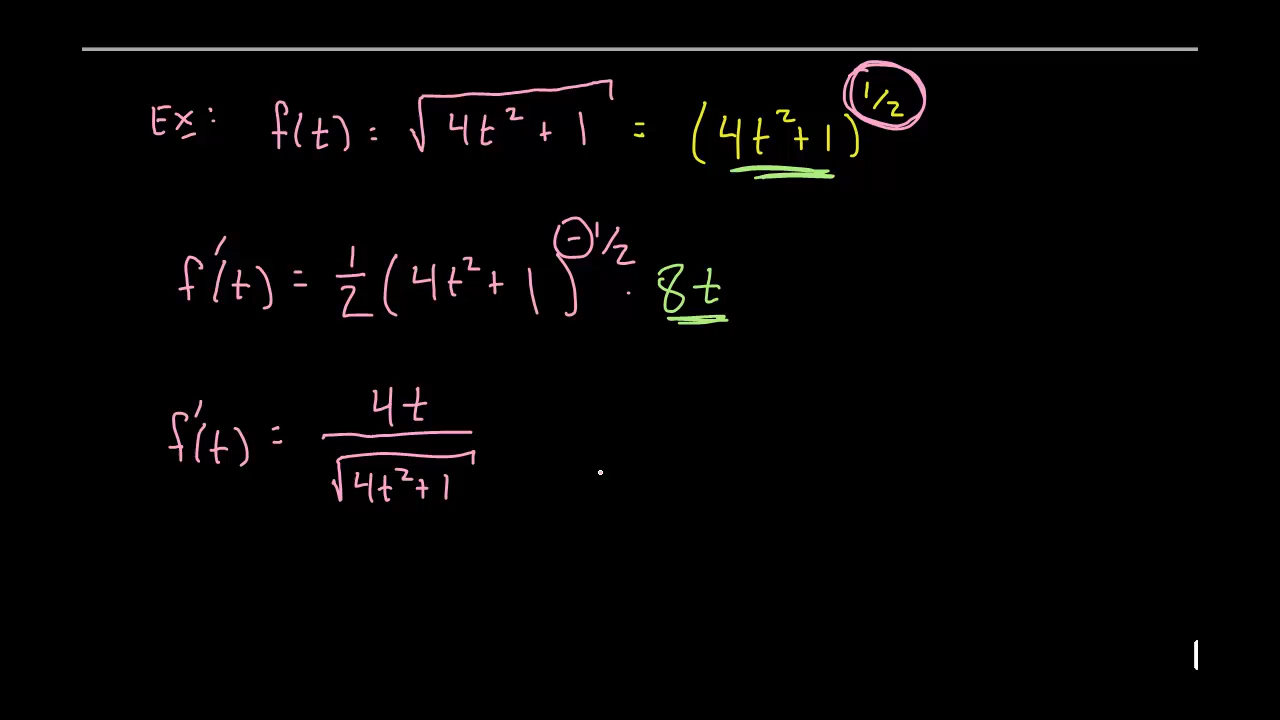 Ex: f(t) = √(4t² + 1) = (4t² + 1)^(1/2)
f'(t) = 1/2 (4t² + 1)^(-1/2) · 8t
f'(t) = 4t / √(4t² + 1)